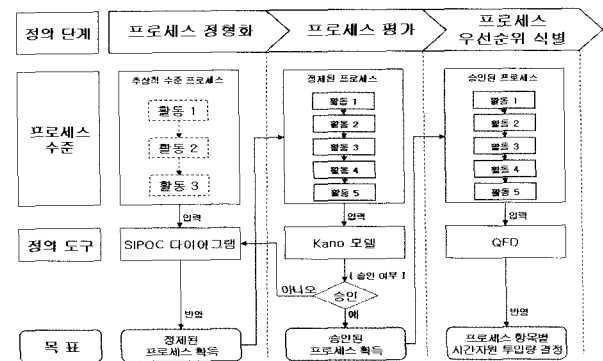 정의 단계
프로세스 정형화
프로세스 평가
프로세스
우선순위 식별
프로세스
수준
추상적 수준 프로세스
활동 1
활동 2
활동 3
정제된 프로세스
활동 1
활동 2
활동 3
활동 4
활동 5
승인된 프로세스
활동 1
활동 2
활동 3
활동 4
활동 5
입력
입력
입력
정의 도구
SIPOC 다이어그램
Kano 모델
QFD
[ 승인 여부 ]
아니오
승인
예
반영
반영
목 표
정제된
프로세스 획득
승인된
프로세스 획득
프로세스 항목별
시간자원 투입량 결정